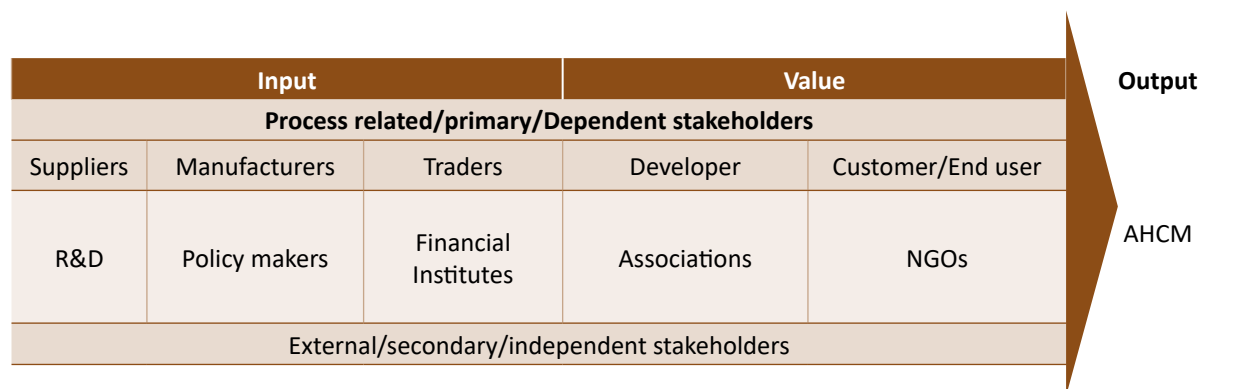 Input
Value
Output
Process related/primary/Dependent stakeholders
Suppliers
Manufacturers
Traders
Developer
Customer/End user
R&D
Policy makers
Financial
Institutes
Associations
NGOs
AHCM
External/secondary/independent stakeholders